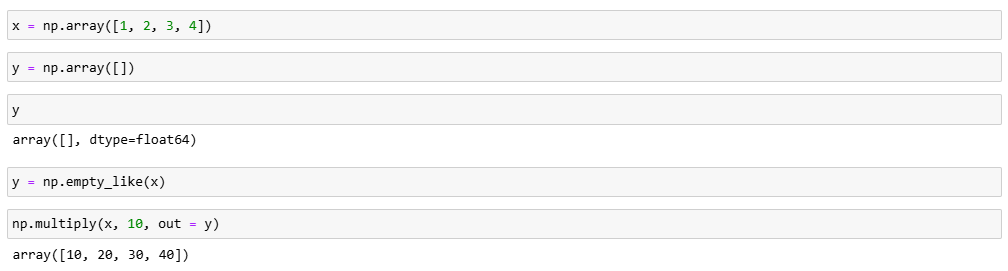 x = np.array([1, 2, 3, 4])
y = np.array([])
y
array([], dtype=float64)
y = np.empty_like(x)
np.multiply(x, 10, out = y)
array([10, 20, 30, 40])